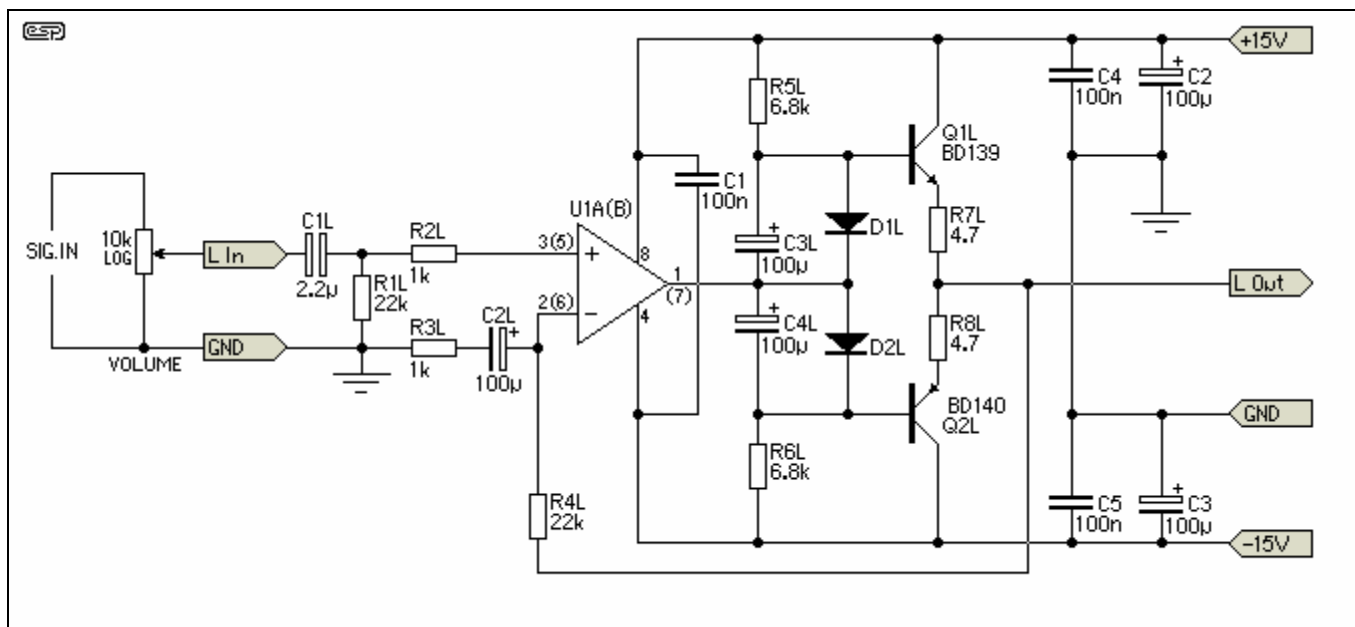 esp
+15V
R5L
6.8k
C4
100n
+
C2
100µ
Q1L
BD139
C1
100n
U1A(B)
10k
LOG
C1L
R2L
3(5)
+
8
D1L
R7L
4.7
SIG.IN
L In
2.2µ
R1L
22k
1k
+
C3L
100µ
1
(7)
L Out
2(6)
−
4
R3L
C2L
+
+
C4L
100µ
R8L
4.7
GND
VOLUME
1k
100µ
D2L
BD140
Q2L
GND
R6L
6.8k
R4L
22k
C5
100n
+
C3
100µ
-15V